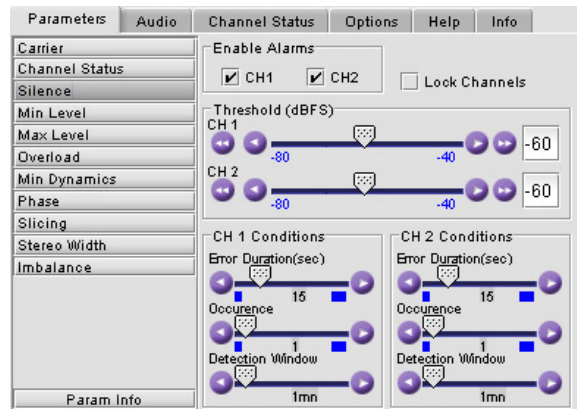 Parameters Audio Channel Status Options Help Info
Carrier
Channel Status
Silence
Min Level
Max Level
Overload
Min Dynamics
Phase
Slicing
Stereo Width
Imbalance
Param Info
Enable Alarms
CH1 CH2 Lock Channels
Threshold (dBFS)
CH 1
-80 -40 -60
CH 2
-80 -40 -60
CH 1 Conditions
Error Duration(sec)
15
Occurence
1
Detection Window
1mn
CH 2 Conditions
Error Duration(sec)
15
Occurence
1
Detection Window
1mn